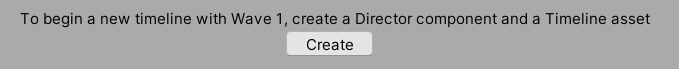 To begin a new timeline with Wave 1, create a Director component and a Timeline asset
Create